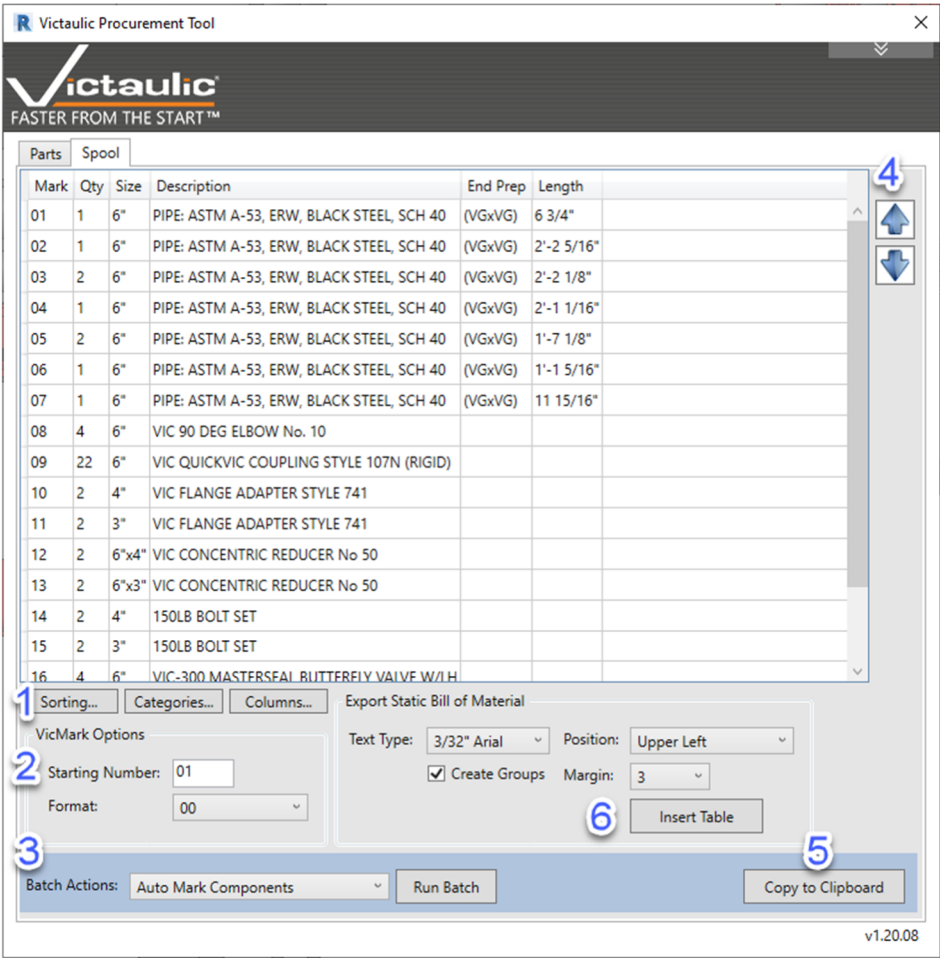 Victaulic Procurement Tool
Victaulic
FASTER FROM THE START™
Parts Spool
Mark Qty Size Description End Prep Length
4
01 1 6" PIPE: ASTM A-53, ERW, BLACK STEEL, SCH 40 (VGxVG) 6 3/4"
02 1 6" PIPE: ASTM A-53, ERW, BLACK STEEL, SCH 40 (VGxVG) 2'-2 5/16"
03 2 6" PIPE: ASTM A-53, ERW, BLACK STEEL, SCH 40 (VGxVG) 2'-2 1/8"
04 1 6" PIPE: ASTM A-53, ERW, BLACK STEEL, SCH 40 (VGxVG) 2'-1 1/16"
05 2 6" PIPE: ASTM A-53, ERW, BLACK STEEL, SCH 40 (VGxVG) 1'-7 1/8"
06 1 6" PIPE: ASTM A-53, ERW, BLACK STEEL, SCH 40 (VGxVG) 1'-1 5/16"
07 1 6" PIPE: ASTM A-53, ERW, BLACK STEEL, SCH 40 (VGxVG) 11 15/16"
08 4 6" VIC 90 DEG ELBOW No. 10
09 22 6" VIC QUICKVIC COUPLING STYLE 107N (RIGID)
10 2 4" VIC FLANGE ADAPTER STYLE 741
11 2 3" VIC FLANGE ADAPTER STYLE 741
12 2 6"x4" VIC CONCENTRIC REDUCER No 50
13 2 6"x3" VIC CONCENTRIC REDUCER No 50
14 2 4" 150LB BOLT SET
15 2 3" 150LB BOLT SET
16 4 6" VIC-300 MASTERSEAL BUTTERFLY VALVE W/LH
1 Sorting... Categories... Columns...
Export Static Bill of Material
VicMark Options
Text Type: 3/32" Arial Position: Upper Left
2 Starting Number: 01
Create Groups Margin: 3
Format: 00
6 Insert Table
3
5
Batch Actions: Auto Mark Components Run Batch Copy to Clipboard
v1.20.08